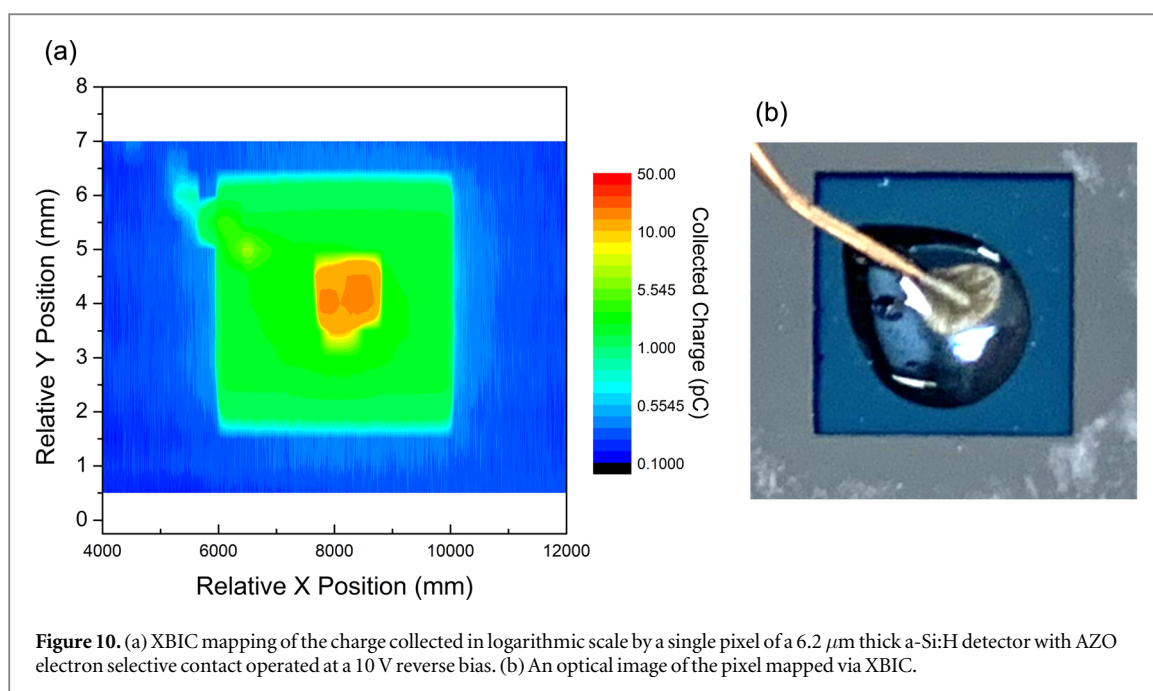 (a)
8
7
6
5
4
3
2
1
0
Relative Y Position (mm)
4000 6000 8000 10000 12000
Relative X Position (mm)
50.00
10.00
5.545
1.000
0.5545
0.1000
Collected Charge (pC)
(b)
Figure 10. (a) XBIC mapping of the charge collected in logarithmic scale by a single pixel of a 6.2 μm thick a-Si:H detector with AZO
electron selective contact operated at a 10 V reverse bias. (b) An optical image of the pixel mapped via XBIC.